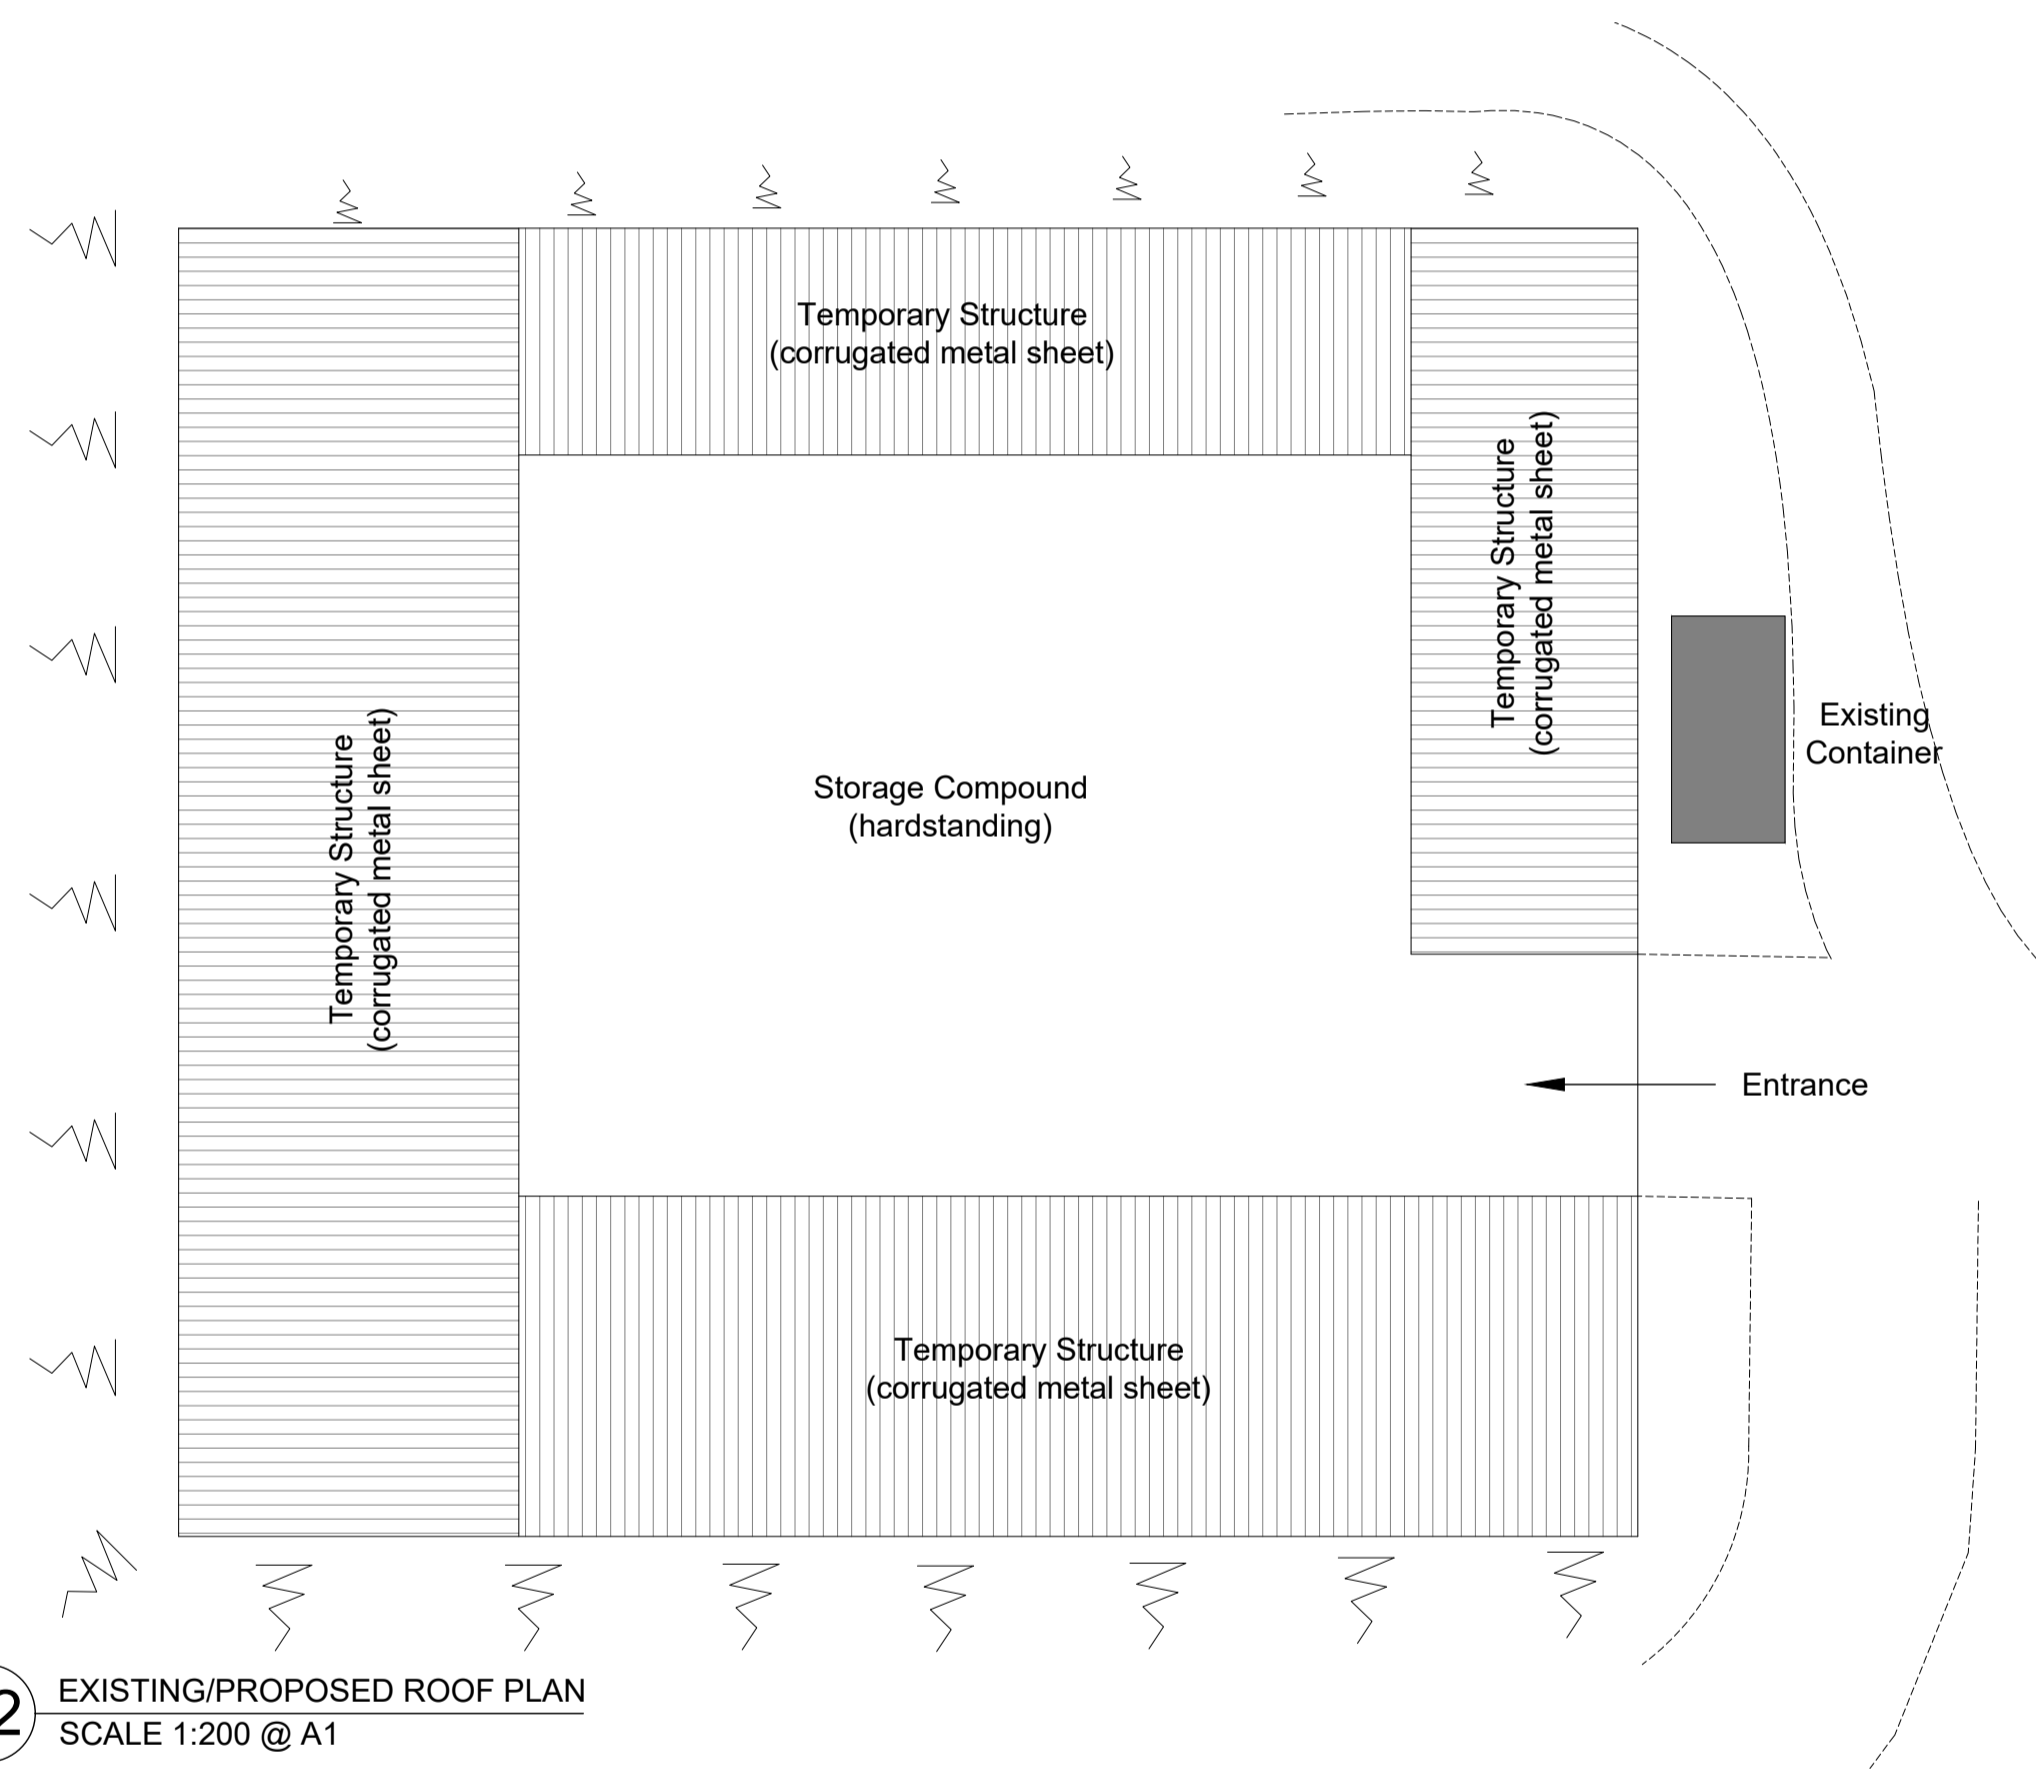 Temporary Structure
(corrugated metal sheet)
Temporary Structure
(corrugated metal sheet)
Existing
Container
Temporary Structure
(corrugated metal sheet)
Storage Compound
(hardstanding)
Entrance
Temporary Structure
(corrugated metal sheet)
2
EXISTING/PROPOSED ROOF PLAN
SCALE 1:200 @ A1